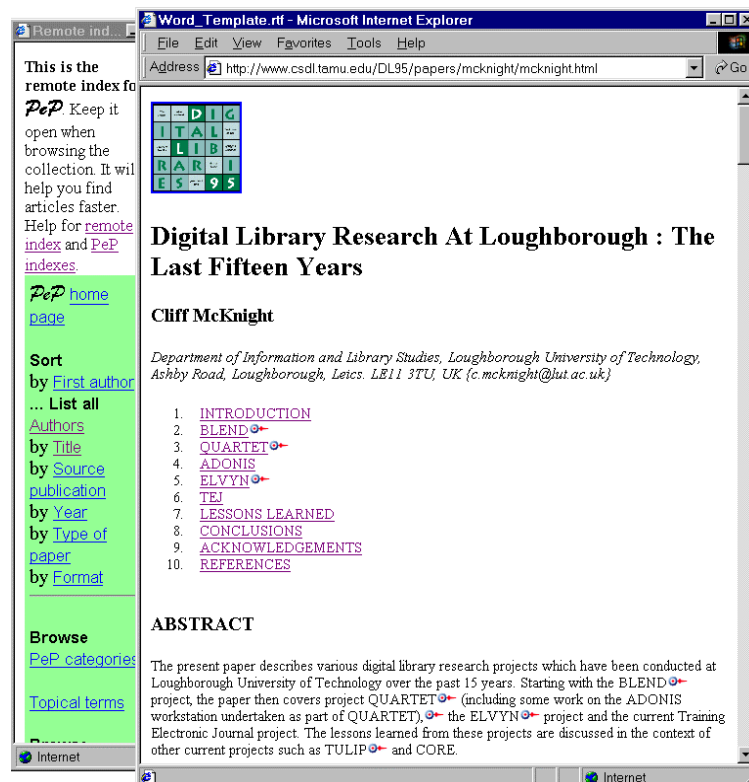 Remote ind...
This is the
remote index fo
PeP. Keep it
open when
browsing the
collection. It wil
help you find
articles faster.
Help for remote
index and PeP
indexes.
PeP home
page
Sort
by First author
... List all
Authors
by Title
by Source
publication
by Year
by Type of
paper
by Format
Browse
PeP categories
Topical terms
Internet
Word_Template.rtf - Microsoft Internet Explorer
File Edit View Favorites Tools Help
Address http://www.csdl.tamu.edu/DL95/papers/mcknight/mcknight.html Go
D I G
I T A L
L I B
R A R I
E S 9 5
Digital Library Research At Loughborough : The
Last Fifteen Years
Cliff McKnight
Department of Information and Library Studies, Loughborough University of Technology,
Ashby Road, Loughborough, Leics. LE11 3TU, UK {c.mcknight@lut.ac.uk}
1. INTRODUCTION
2. BLEND
3. QUARTET
4. ADONIS
5. ELVYN
6. TEJ
7. LESSONS LEARNED
8. CONCLUSIONS
9. ACKNOWLEDGEMENTS
10. REFERENCES
ABSTRACT
The present paper describes various digital library research projects which have been conducted at
Loughborough University of Technology over the past 15 years. Starting with the BLEND
project, the paper then covers project QUARTET (including some work on the ADONIS
workstation undertaken as part of QUARTET), the ELVYN project and the current Training
Electronic Journal project. The lessons learned from these projects are discussed in the context of
other current projects such as TULIP and CORE.
Internet